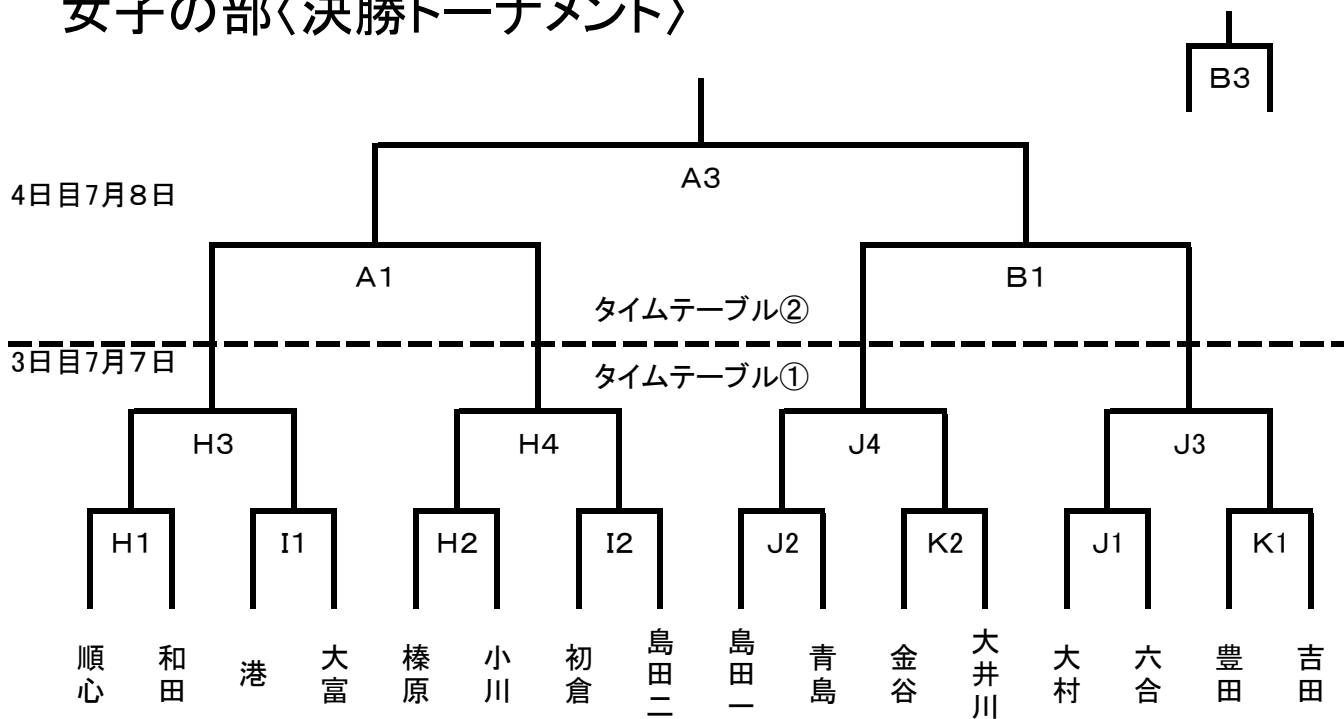 女子の部〈決勝トーナメント〉
B3
A3
4日目7月8日
A1
B1
タイムテーブル②
3日目7月7日
タイムテーブル①
H3
H4
J4
J3
H1
I1
H2
I2
J2
K2
J1
K1
順心
和田
港
大富
榛原
小川
初倉
島田二
島田一
青島
金谷
大井川
大村
六合
豊田
吉田